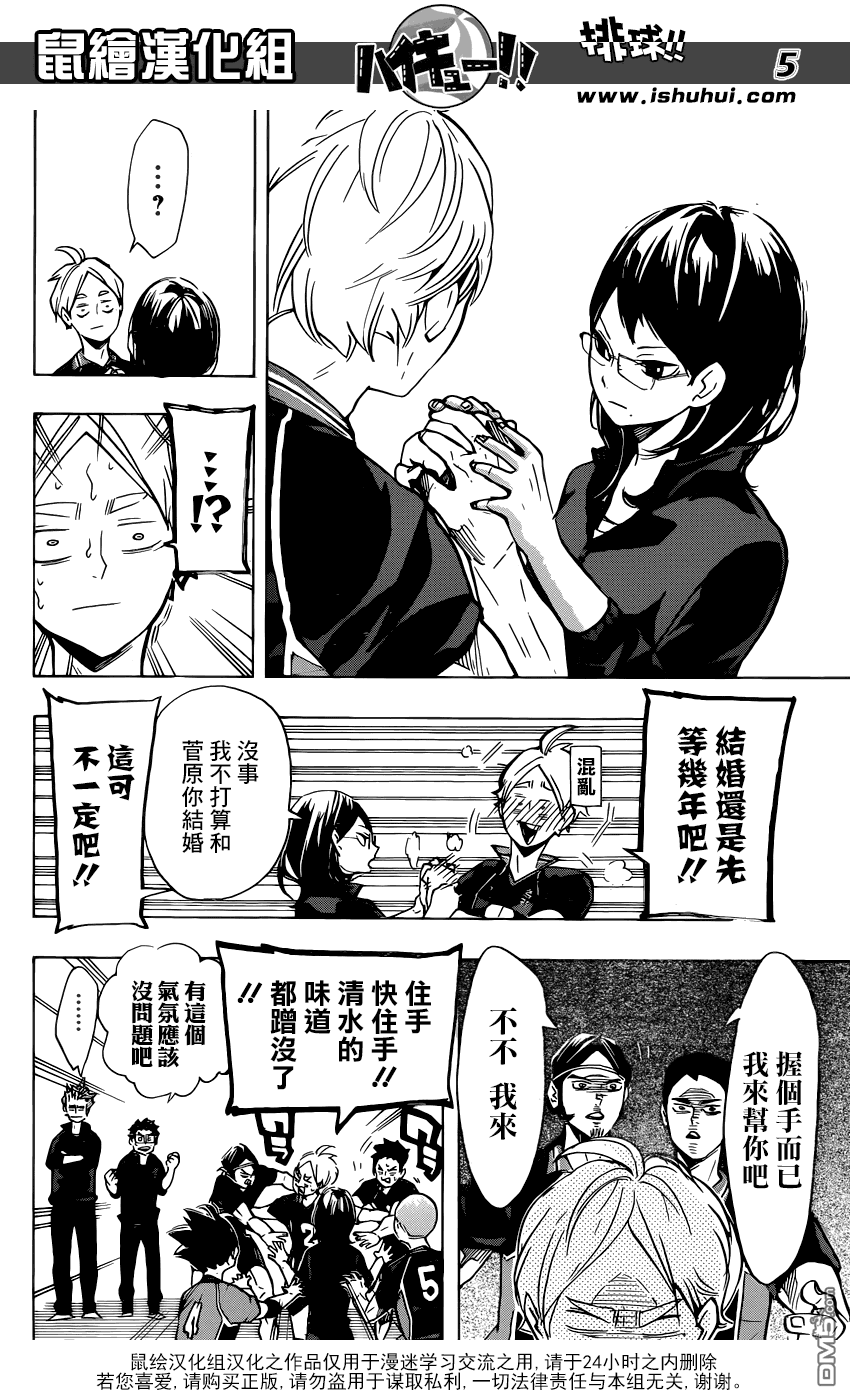 鼠繪漢化組
ハイキュー!!
排球!!
5
www.ishuhui.com
…?
…!?
結婚還是先
等幾年吧!!
混亂
沒事
我不打算和
菅原你結婚
這可
不一定吧!!
握個手而已
我來幫你吧
不不 我來
住手
快住手!!
清水的
味道
都蹭沒了
!!
有這個
氣氛應該
沒問題吧
……
2
5
DM5.com
鼠绘汉化组汉化之作品仅用于漫迷学习交流之用, 请于24小时之内删除
若您喜爱, 请购买正版, 请勿用于谋取私利, 一切法律责任与本组无关, 谢谢。